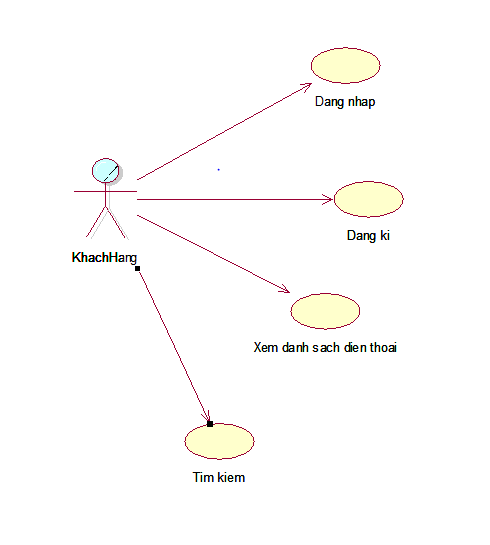 Dang nhap
Dang ki
KhachHang
Xem danh sach dien thoai
Tim kiem